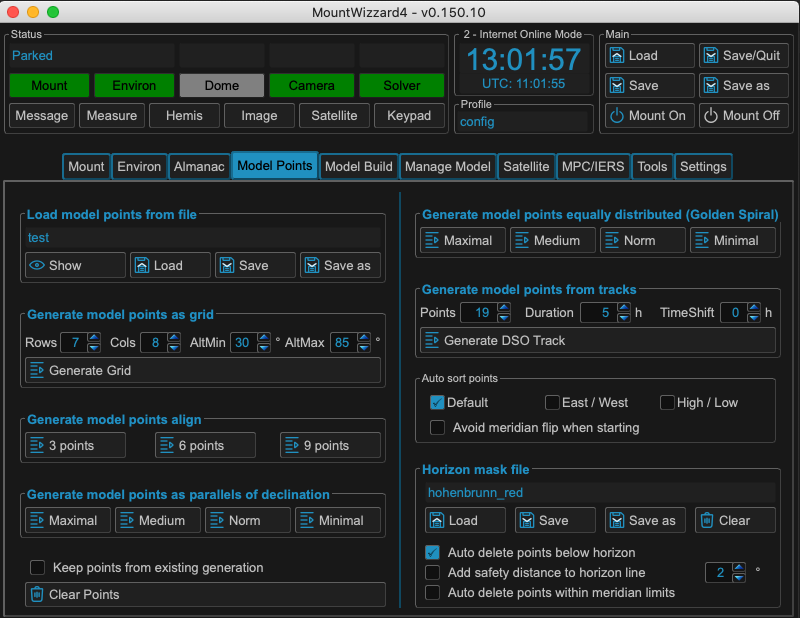 MountWizzard4 - v0.150.10
Status
Parked
Mount Environ Dome Camera Solver
Message Measure Hemis Image Satellite Keypad
2 - Internet Online Mode
13:01:57
UTC: 11:01:55
Profile
config
Main
Load Save/Quit
Save Save as
Mount On Mount Off
Mount Environ Almanac Model Points Model Build Manage Model Satellite MPC/IERS Tools Settings
Load model points from file
test
Show Load Save Save as
Generate model points as grid
Rows 7 Cols 8 AltMin 30 ° AltMax 85 °
Generate Grid
Generate model points align
3 points 6 points 9 points
Generate model points as parallels of declination
Maximal Medium Norm Minimal
Keep points from existing generation
Clear Points
Generate model points equally distributed (Golden Spiral)
Maximal Medium Norm Minimal
Generate model points from tracks
Points 19 Duration 5 h TimeShift 0 h
Generate DSO Track
Auto sort points
Default East / West High / Low
Avoid meridian flip when starting
Horizon mask file
hohenbrunn_red
Load Save Save as Clear
Auto delete points below horizon
Add safety distance to horizon line 2 °
Auto delete points within meridian limits